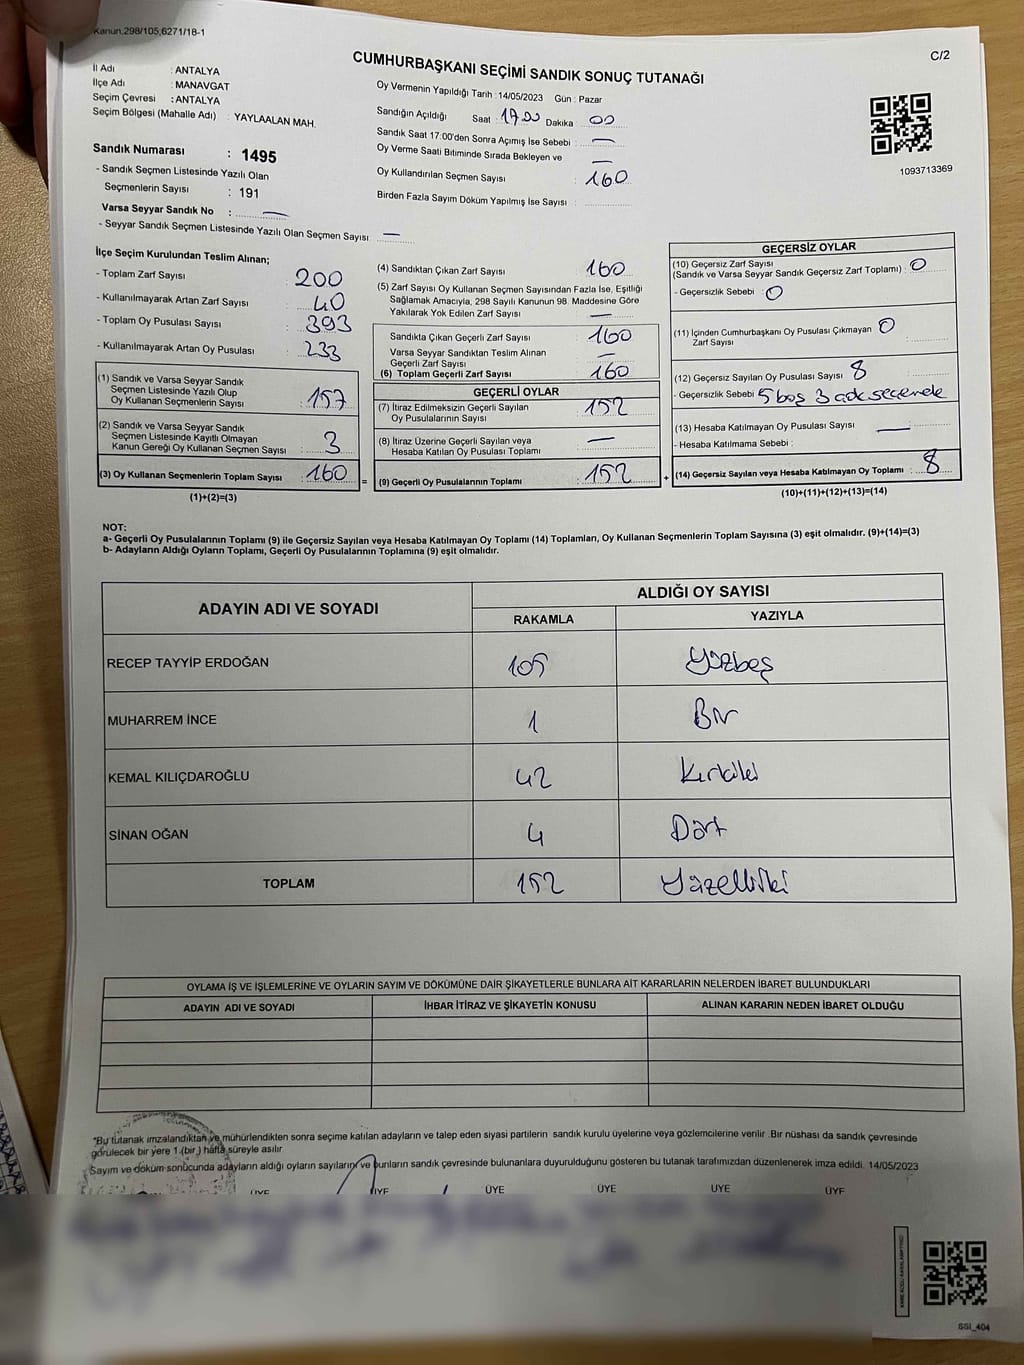 Kanun.298/105,6271/18-1
C/2
CUMHURBAŞKANI SEÇİMİ SANDIK SONUÇ TUTANAĞI
İl Adı : ANTALYA
İlçe Adı : MANAVGAT
Seçim Çevresi : ANTALYA
Seçim Bölgesi (Mahalle Adı) : YAYLAALAN MAH.
Sandık Numarası : 1495
- Sandık Seçmen Listesinde Yazılı Olan
Seçmenlerin Sayısı : 191
Varsa Seyyar Sandık No : —
- Seyyar Sandık Seçmen Listesinde Yazılı Olan Seçmen Sayısı —
Oy Vermenin Yapıldığı Tarih : 14/05/2023 Gün : Pazar
Sandığın Açıldığı Saat : 17.00 Dakika : 00
Sandık Saat 17:00'den Sonra Açımış İse Sebebi : —
Oy Verme Saati Bitiminde Sırada Bekleyen ve —
Oy Kullandırılan Seçmen Sayısı : 160
Birden Fazla Sayım Döküm Yapılmış İse Sayısı :
1093713369
İlçe Seçim Kurulundan Teslim Alınan;
- Toplam Zarf Sayısı : 200
- Kullanılmayarak Artan Zarf Sayısı : 40
- Toplam Oy Pusulası Sayısı : 393
- Kullanılmayarak Artan Oy Pusulası : 233
(1) Sandık ve Varsa Seyyar Sandık
Seçmen Listesinde Yazılı Olup
Oy Kullanan Seçmenlerin Sayısı : 157
(2) Sandık ve Varsa Seyyar Sandık
Seçmen Listesinde Kayıtlı Olmayan
Kanun Gereği Oy Kullanan Seçmen Sayısı : 3
(3) Oy Kullanan Seçmenlerin Toplam Sayısı : 160
(1)+(2)=(3)
(4) Sandıktan Çıkan Zarf Sayısı : 160
(5) Zarf Sayısı Oy Kullanan Seçmen Sayısından Fazla İse, Eşitliği
Sağlamak Amacıyla, 298 Sayılı Kanunun 98. Maddesine Göre
Yakılarak Yok Edilen Zarf Sayısı : —
Sandıkta Çıkan Geçerli Zarf Sayısı : 160
Varsa Seyyar Sandıktan Teslim Alınan
Geçerli Zarf Sayısı : —
(6) Toplam Geçerli Zarf Sayısı : 160
GEÇERLİ OYLAR
(7) İtiraz Edilmeksizin Geçerli Sayılan
Oy Pusulasının Sayısı : 152
(8) İtiraz Üzerine Geçerli Sayılan veya
Hesaba Katılan Oy Pusulası Toplamı : —
= (9) Geçerli Oy Pusulalarının Toplamı : 152 +
GEÇERSİZ OYLAR
(10) Geçersiz Zarf Sayısı
(Sandık ve Varsa Seyyar Sandık Geçersiz Zarf Toplamı) : 0
- Geçersizlik Sebebi : 0
(11) İçinden Cumhurbaşkanı Oy Pusulası Çıkmayan 0
Zarf Sayısı :
(12) Geçersiz Sayılan Oy Pusulası Sayısı : 8
- Geçersizlik Sebebi : 5 boş 3
(13) Hesaba Katılmayan Oy Pusulası Sayısı : —
- Hesaba Katılmama Sebebi :
(14) Geçersiz Sayılan veya Hesaba Katılmayan Oy Toplamı : 8
(10)+(11)+(12)+(13)=(14)
NOT:
a- Geçerli Oy Pusulalarının Toplamı (9) ile Geçersiz Sayılan veya Hesaba Katılmayan Oy Toplamı (14) Toplamları, Oy Kullanan Seçmenlerin Toplam Sayısına (3) eşit olmalıdır. (9)+(14)=(3)
b- Adayların Aldığı Oyların Toplamı, Geçerli Oy Pusulalarının Toplamına (9) eşit olmalıdır.
ADAYIN ADI VE SOYADI
ALDIĞI OY SAYISI
RAKAMLA YAZIYLA
RECEP TAYYİP ERDOĞAN 105 Yüzbeş
MUHARREM İNCE 1 Bir
KEMAL KILIÇDAROĞLU 42 Kırkiki
SİNAN OĞAN 4 Dört
TOPLAM 152 Yüzelliiki
OYLAMA İŞ VE İŞLEMLERİNE VE OYLARIN SAYIM VE DÖKÜMÜNE DAİR ŞİKAYETLERLE BUNLARA AİT KARARLARIN NELERDEN İBARET BULUNDUKLARI
ADAYIN ADI VE SOYADI İHBAR İTİRAZ VE ŞİKAYETİN KONUSU ALINAN KARARIN NEDEN İBARET OLDUĞU
"Bu tutanak imzalandıktan ve mühürlendikten sonra seçime katılan adayların ve talep eden siyasi partilerin sandık kurulu üyelerine veya gözlemcilerine verilir. Bir nüshası da sandık çevresinde
görülecek bir yere 1 (bir) hafta süreyle asılır.
Sayım ve döküm sonucunda adayların aldığı oyların sayılarını ve bunların sandık çevresinde bulunanlara duyurulduğunu gösteren bu tutanak tarafımızdan düzenlenerek imza edildi. 14/05/2023
ÜYE ÜYE ÜYE ÜYE ÜYE ÜYE
SSI_404